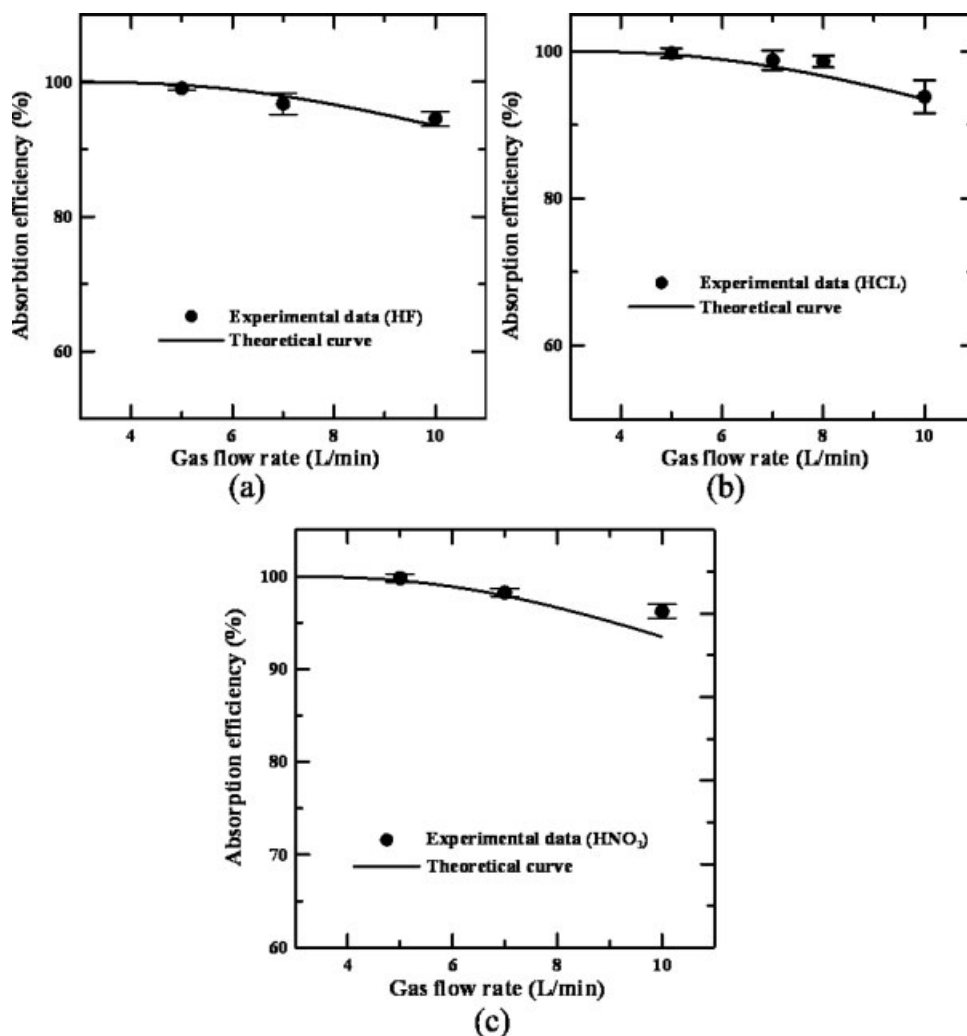 100
80
60
Absorbtion efficiency (%)
Experimental data (HF)
Theoretical curve
4 6 8 10
Gas flow rate (L/min)
(a)
100
80
60
Absorption efficiency (%)
Experimental data (HCL)
Theoretical curve
4 6 8 10
Gas flow rate (L/min)
(b)
100
90
80
70
60
Absorption efficiency (%)
Experimental data (HNO₃)
Theoretical curve
4 6 8 10
Gas flow rate (L/min)
(c)